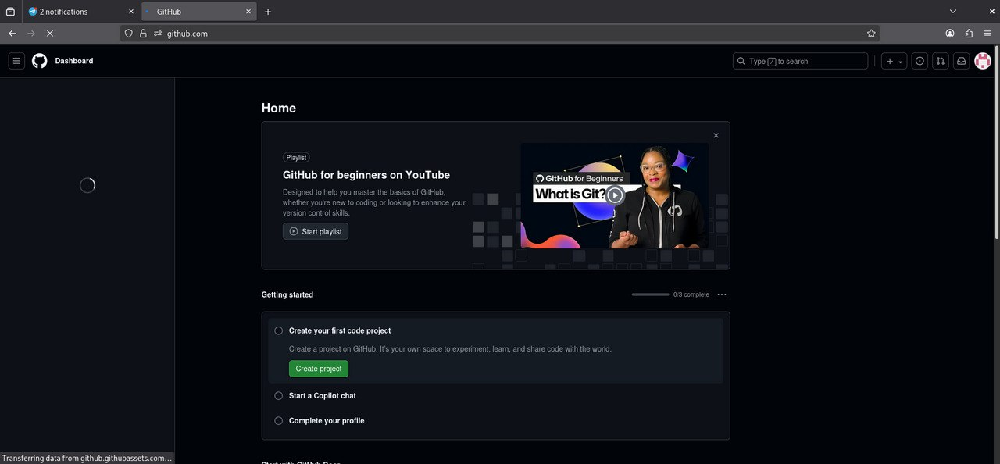 2 notifications
GitHub
github.com
Dashboard
Type / to search
Home
Playlist
GitHub for beginners on YouTube
Designed to help you master the basics of GitHub,
whether you're new to coding or looking to enhance your
version control skills.
Start playlist
GitHub for Beginners
What is Git?
Getting started
0/3 complete
Create your first code project
Create a project on GitHub. It's your own space to experiment, learn, and share code with the world.
Create project
Start a Copilot chat
Complete your profile
Start with GitHub Docs
Transferring data from github.githubassets.com…